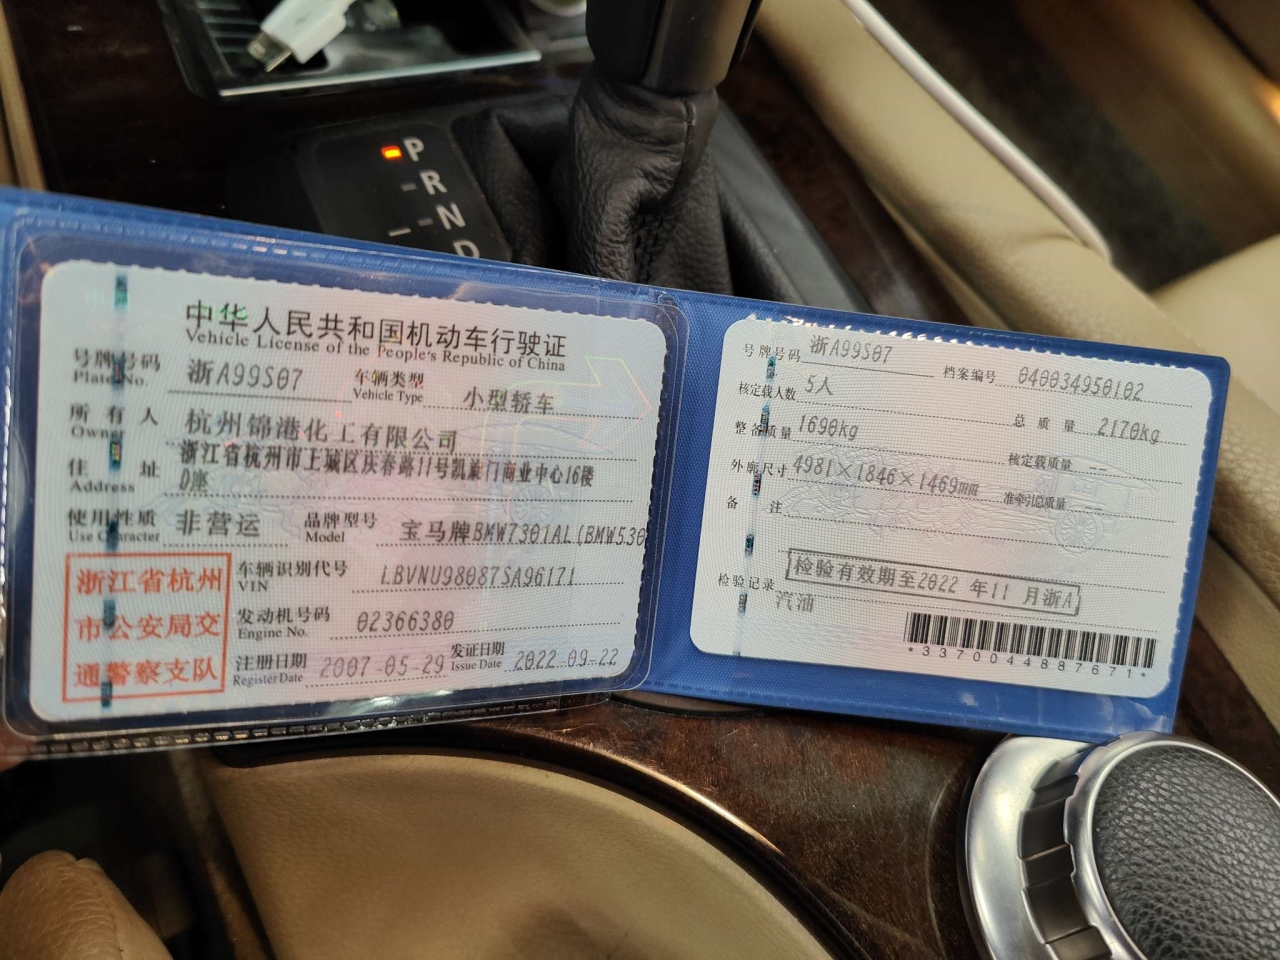 P
R
N
D
中华人民共和国机动车行驶证
Vehicle License of the People's Republic of China
号牌号码 浙A99S07 车辆类型 小型轿车
Plate No. Vehicle Type
所有人 杭州锦港化工有限公司
Owner
住址 浙江省杭州市上城区庆春路11号凯旋门商业中心16楼
Address D座
使用性质 非营运 品牌型号 宝马牌BMW7301AL(BMW530
Use Character Model
浙江省杭州
市公安局交
通警察支队
车辆识别代号 LBVNU98087SA96171
VIN
发动机号码 02366380
Engine No.
注册日期 2007-05-29 发证日期 2022-09-22
Register Date Issue Date
号牌号码 浙A99S07 档案编号 040034950102
核定载人数 5人 总质量 2170kg
整备质量 1690kg 核定载质量 --
外廓尺寸 4981×1846×1469mm 准牵引总质量 --
备注
检验有效期至2022年11月浙A
检验记录 汽油
*3370044887671*